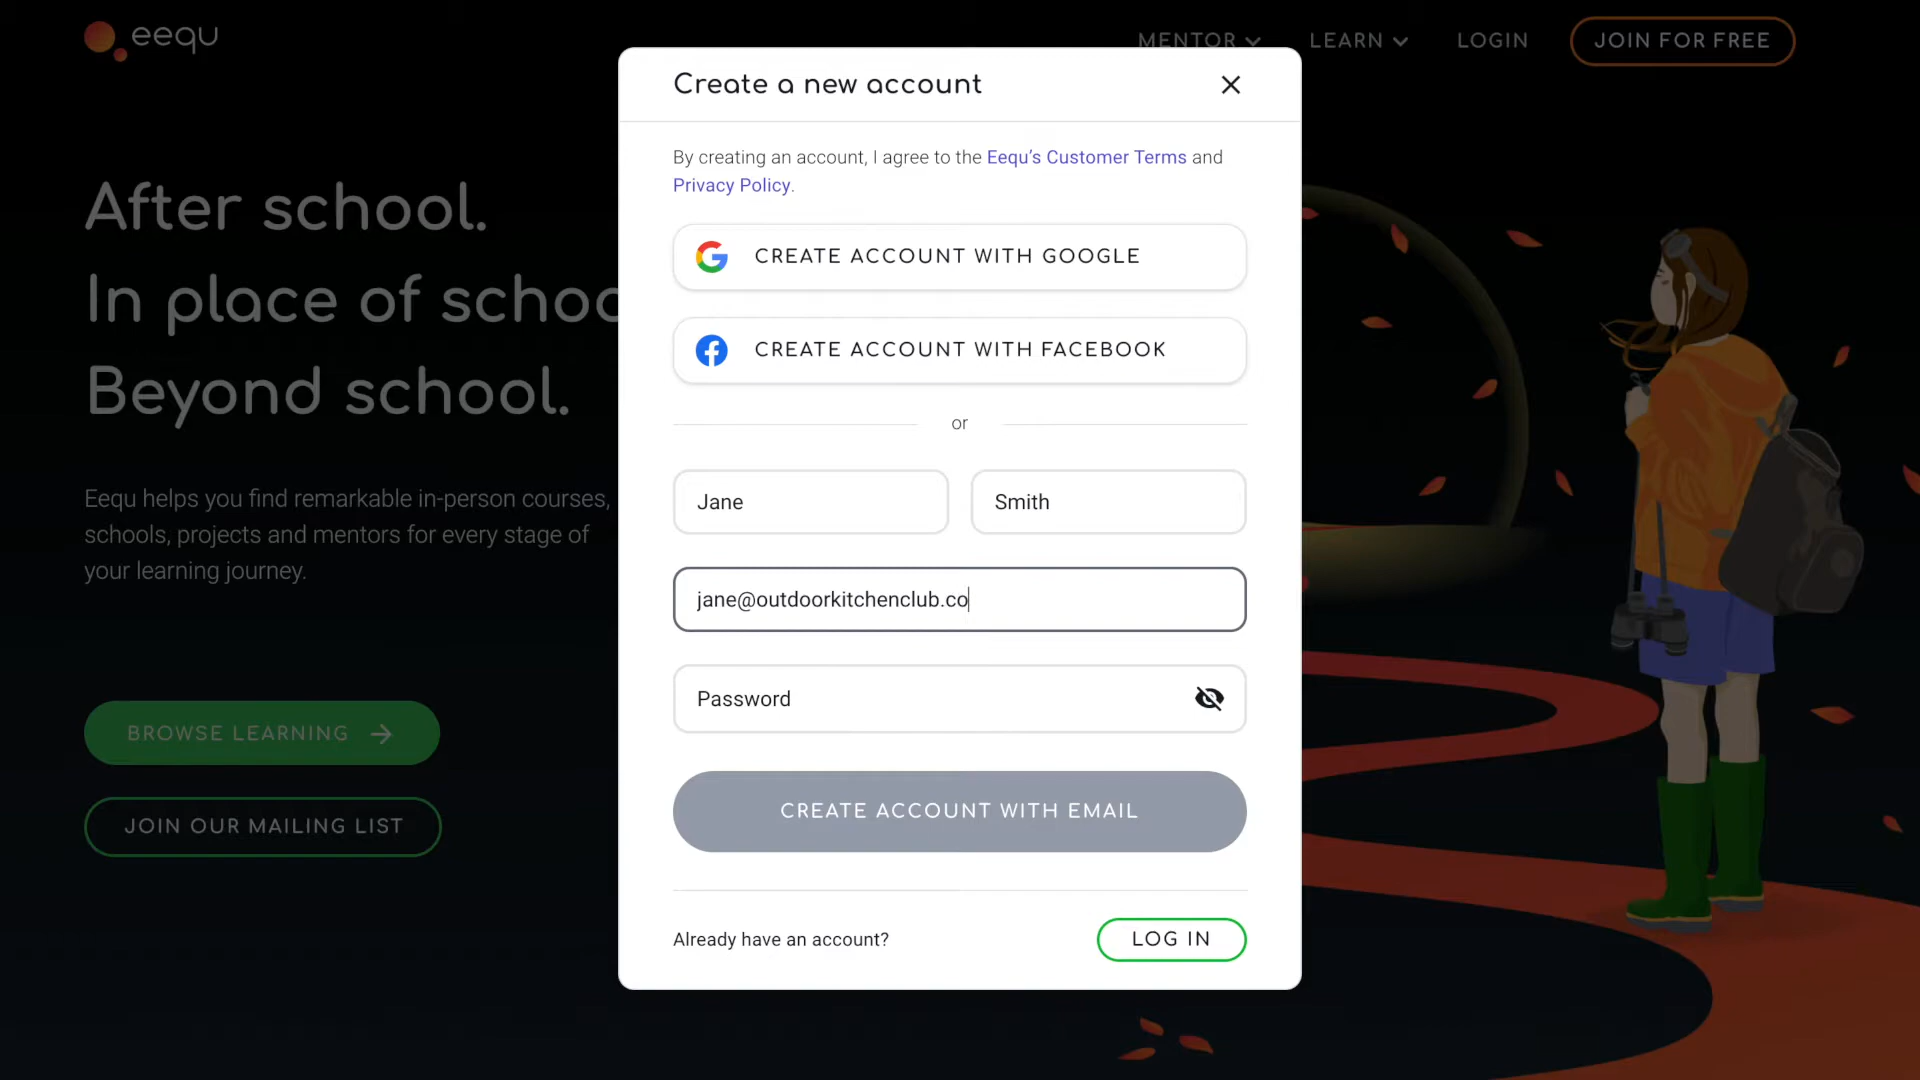 eequ
MENTOR
LEARN
LOGIN
JOIN FOR FREE
Create a new account
By creating an account, I agree to the Eequ's Customer Terms and
Privacy Policy.
CREATE ACCOUNT WITH GOOGLE
CREATE ACCOUNT WITH FACEBOOK
or
Jane
Smith
jane@outdoorkitchenclub.co
Password
CREATE ACCOUNT WITH EMAIL
Already have an account?
LOG IN
After school.
In place of schoo
Beyond school.
Eequ helps you find remarkable in-person courses,
schools, projects and mentors for every stage of
your learning journey.
BROWSE LEARNING
JOIN OUR MAILING LIST